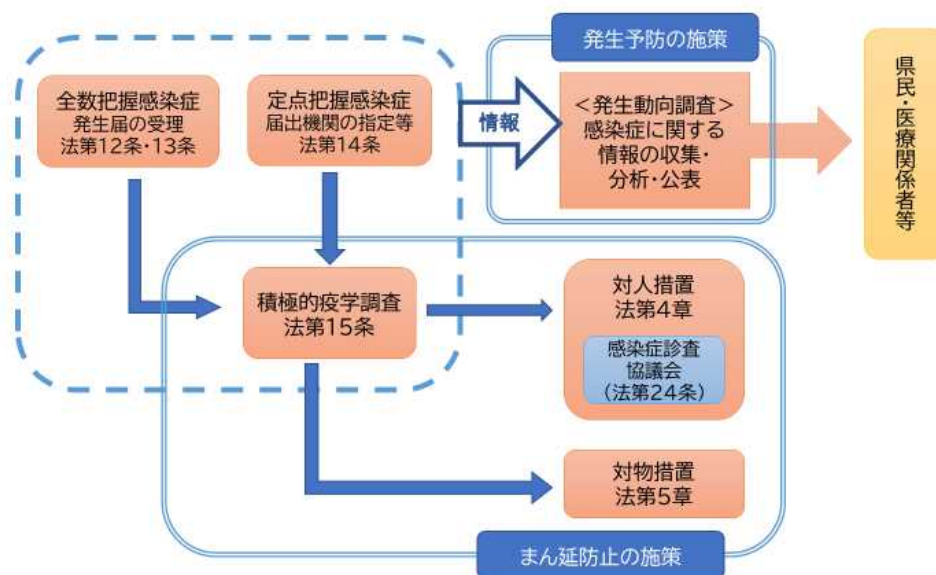 発生予防の施策
全数把握感染症
発生届の受理
法第12条・13条
定点把握感染症
届出機関の指定等
法第14条
情報
＜発生動向調査＞
感染症に関する
情報の収集・
分析・公表
県民・医療関係者等
積極的疫学調査
法第15条
対人措置
法第4章
感染症診査
協議会
（法第24条）
対物措置
法第5章
まん延防止の施策